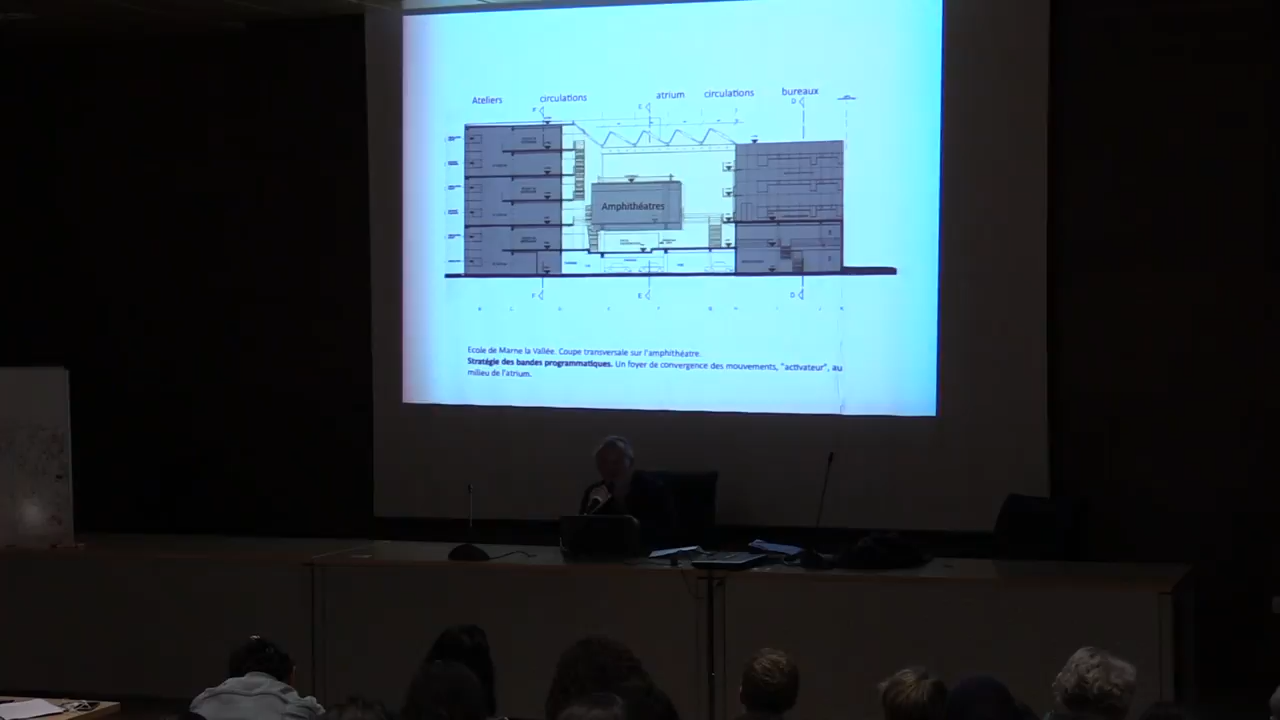 Ateliers circulations atrium circulations bureaux
D
E
Amphithéatres
F E D
Ecole de Marne la Vallée. Coupe transversale sur l'amphithéatre.
Stratégie des bandes programmatiques. Un foyer de convergence des mouvements, "activateur", au
milieu de l'atrium.